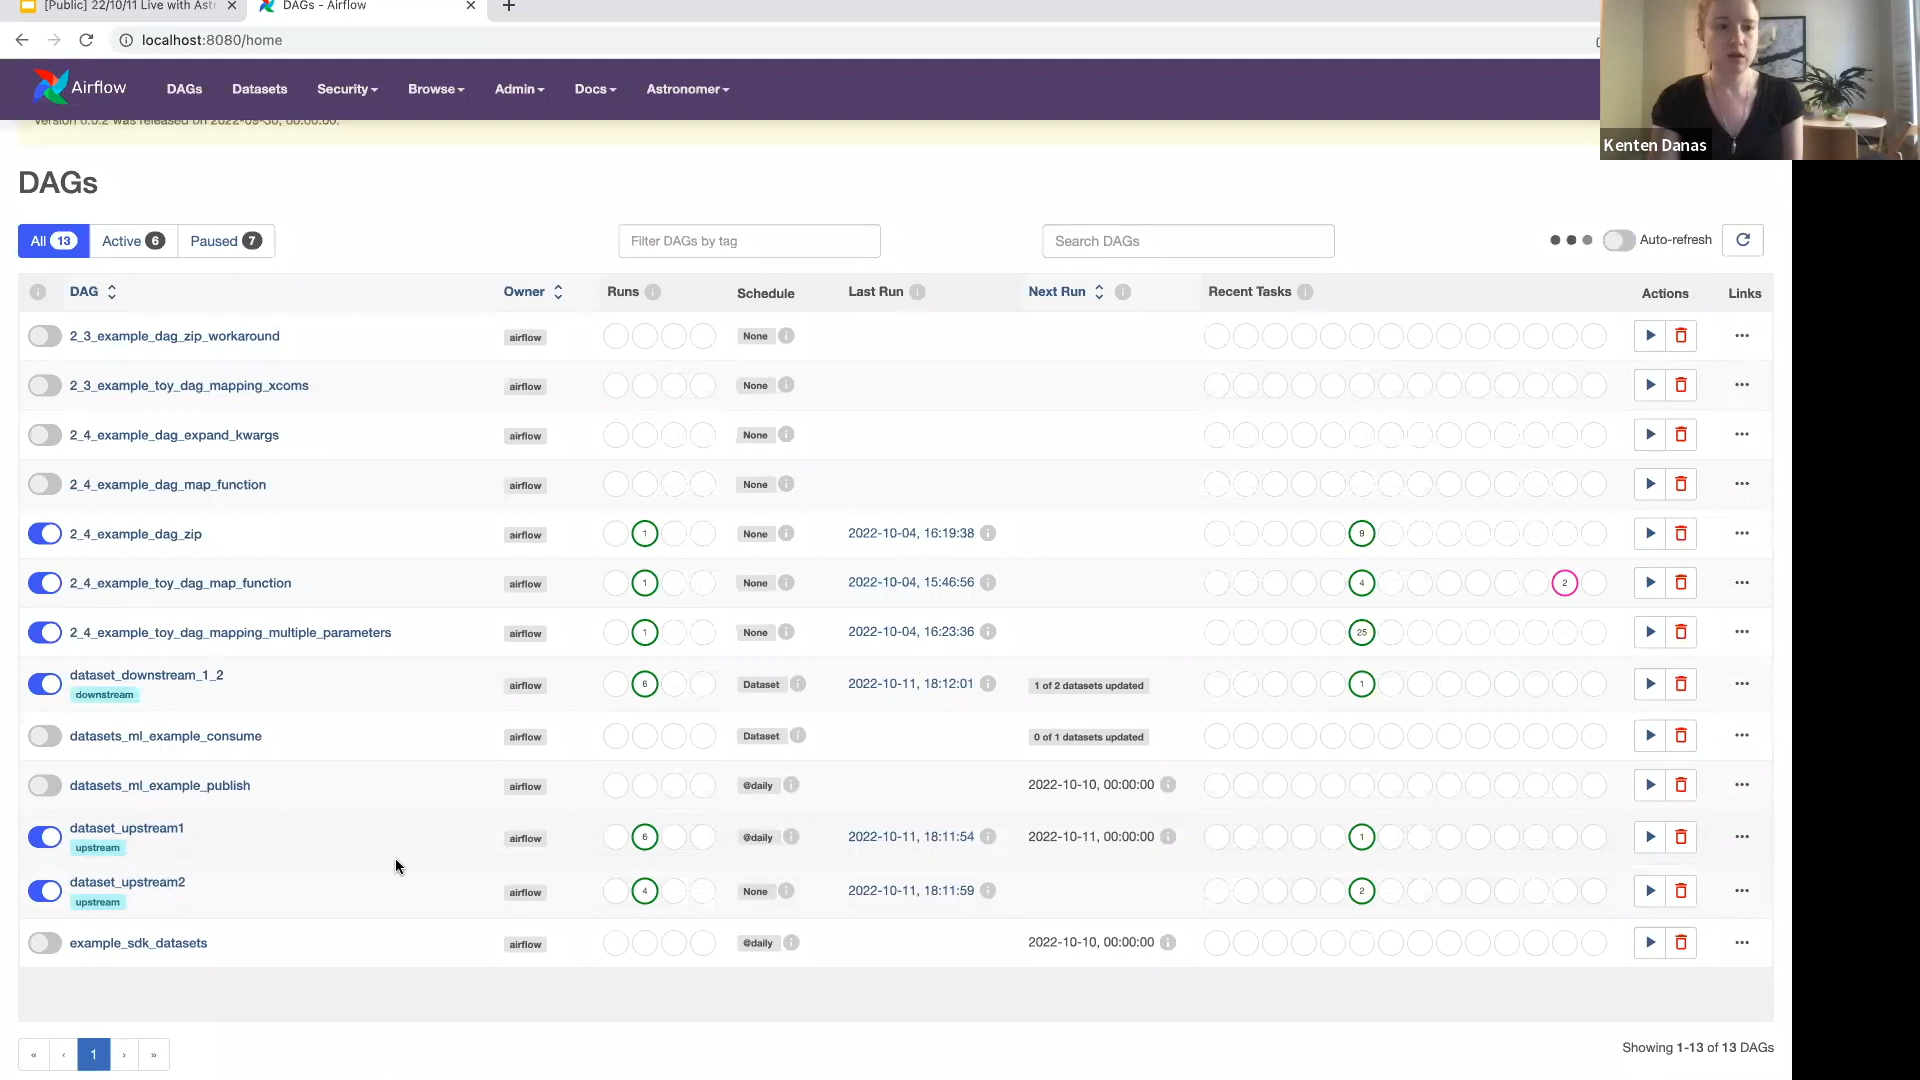 [Public] 22/10/11 Live with Ast
DAGs - Airflow
localhost:8080/home
Airflow DAGs Datasets Security Browse Admin Docs Astronomer
Kenten Danas
DAGs
All 13 Active 6 Paused 7 Filter DAGs by tag Search DAGs Auto-refresh
DAG Owner Runs Schedule Last Run Next Run Recent Tasks Actions Links
2_3_example_dag_zip_workaround airflow None
2_3_example_toy_dag_mapping_xcoms airflow None
2_4_example_dag_expand_kwargs airflow None
2_4_example_dag_map_function airflow None
2_4_example_dag_zip airflow 1 None 2022-10-04, 16:19:38 9
2_4_example_toy_dag_map_function airflow 1 None 2022-10-04, 15:46:56 4 2
2_4_example_toy_dag_mapping_multiple_parameters airflow 1 None 2022-10-04, 16:23:36 25
dataset_downstream_1_2 airflow 6 Dataset 2022-10-11, 18:12:01 1 of 2 datasets updated 1
downstream
datasets_ml_example_consume airflow Dataset 0 of 1 datasets updated
datasets_ml_example_publish airflow @daily 2022-10-10, 00:00:00
dataset_upstream1 airflow 6 @daily 2022-10-11, 18:11:54 2022-10-11, 00:00:00 1
upstream
dataset_upstream2 airflow 4 None 2022-10-11, 18:11:59 2
upstream
example_sdk_datasets airflow @daily 2022-10-10, 00:00:00
« ‹ 1 › »
Showing 1-13 of 13 DAGs